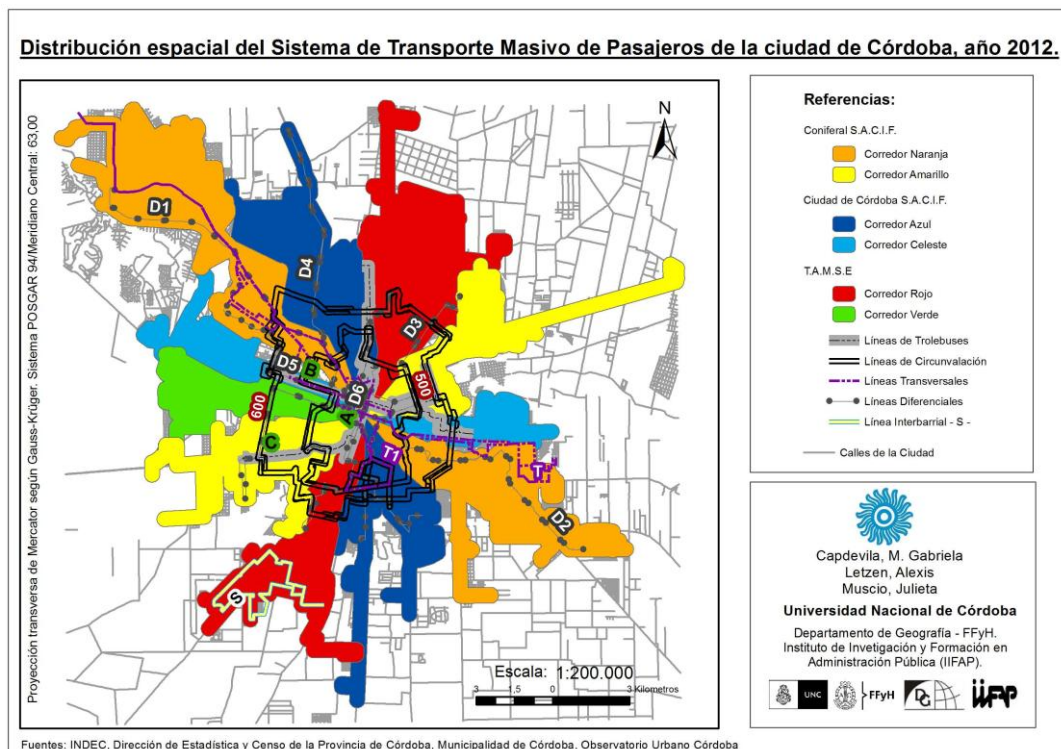 Distribución espacial del Sistema de Transporte Masivo de Pasajeros de la ciudad de Córdoba, año 2012.
Proyección transversa de Mercator según Gauss-Krüger. Sistema POSGAR 94/Meridiano Central: 63,00
N
D1
D4
D3
D5
B
D6
500
600
A
C
T1
T
D2
S
Escala: 1:200.000
3 1,5 0 3 Kilometros
Referencias:
Coniferal S.A.C.I.F.
Corredor Naranja
Corredor Amarillo
Ciudad de Córdoba S.A.C.I.F.
Corredor Azul
Corredor Celeste
T.A.M.S.E
Corredor Rojo
Corredor Verde
Líneas de Trolebuses
Líneas de Circunvalación
Líneas Transversales
Líneas Diferenciales
Línea Interbarrial - S -
Calles de la Ciudad
Capdevila, M. Gabriela
Letzen, Alexis
Muscio, Julieta
Universidad Nacional de Córdoba
Departamento de Geografía - FFyH.
Instituto de Invetigación y Formación en
Administración Pública (IIFAP).
UNC FFyH DG iifap
Fuentes: INDEC, Dirección de Estadística y Censo de la Provincia de Córdoba, Municipalidad de Córdoba, Observatorio Urbano Córdoba